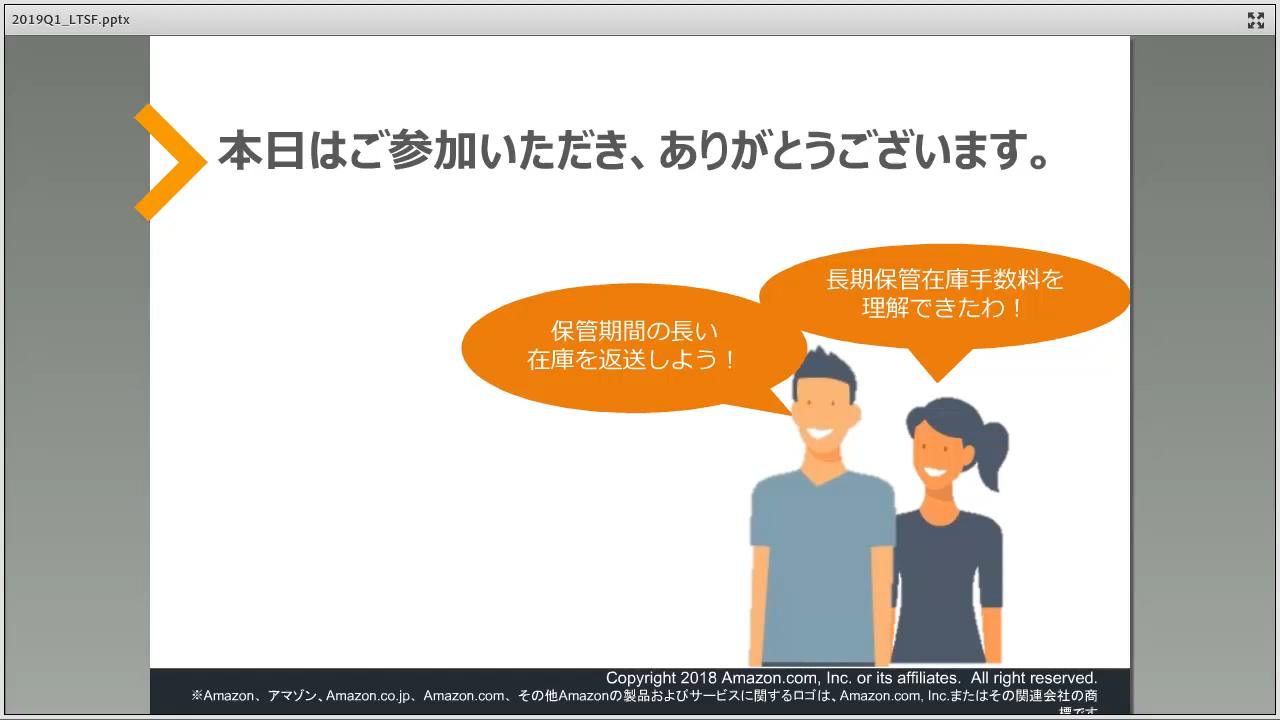 2019Q1_LTSF.pptx
本日はご参加いただき、ありがとうございます。
長期保管在庫手数料を
理解できたわ！
保管期間の長い
在庫を返送しよう！
Copyright 2018 Amazon.com, Inc. or its affiliates. All right reserved.
※Amazon、アマゾン、Amazon.co.jp、Amazon.com、その他Amazonの製品およびサービスに関するロゴは、Amazon.com, Inc.またはその関連会社の商
標です